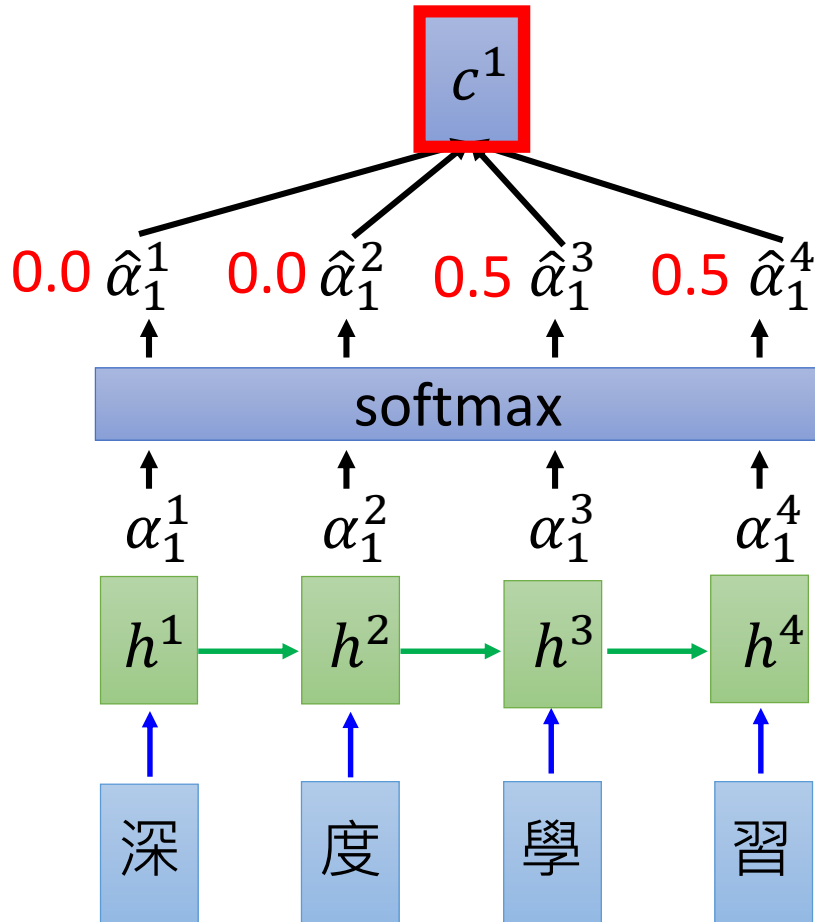 c¹
0.0 α̂₁¹ 0.0 α̂₁² 0.5 α̂₁³ 0.5 α̂₁⁴
softmax
α₁¹ α₁² α₁³ α₁⁴
h¹ h² h³ h⁴
深 度 學 習